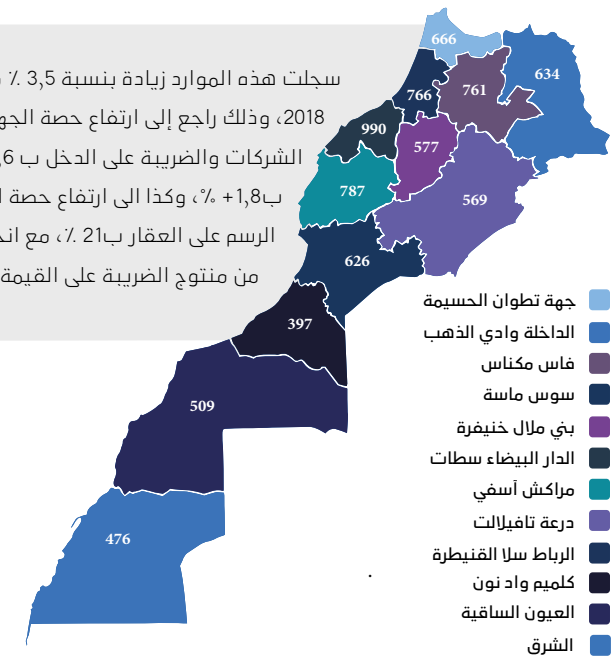 سجلت هذه الموارد زيادة بنسبة 3,5 ٪
2018، وذلك راجع إلى ارتفاع حصة
الشركات والضريبة على الدخل ب
ب1,8+ %، وكذا الى ارتفاع حصة
الرسم على العقار ب21 ٪، مع
من منتوج الضريبة على القيمة
666
634
761
766
990
577
787
569
626
397
509
476
جهة تطوان الحسيمة
الداخلة وادي الذهب
فاس مكناس
سوس ماسة
بني ملال خنيفرة
الدار البيضاء سطات
مراكش آسفي
درعة تافيلالت
الرباط سلا القنيطرة
كلميم واد نون
العيون الساقية
الشرق